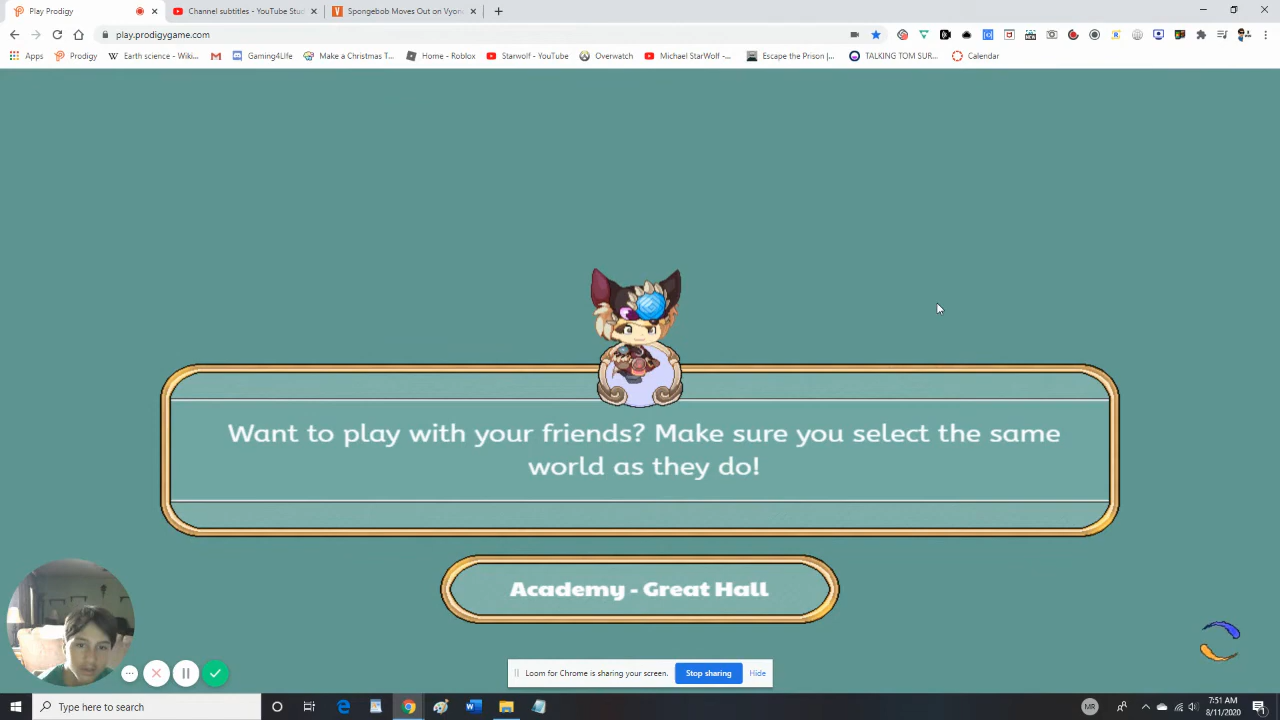 Play Prodigy
Channel subtitles - YouTube Stud
Spongebob Moves Out on Vyon
play.prodigygame.com
Apps
Prodigy
Earth science - Wiki...
Gaming4Life
Make a Christmas T...
Home - Roblox
Starwolf - YouTube
Overwatch
Michael StarWolf -...
Escape the Prison |...
TALKING TOM SUR...
Calendar
Want to play with your friends? Make sure you select the same
world as they do!
Academy - Great Hall
Loom for Chrome is sharing your screen.
Stop sharing
Hide
Type here to search
MR
7:51 AM
8/11/2020